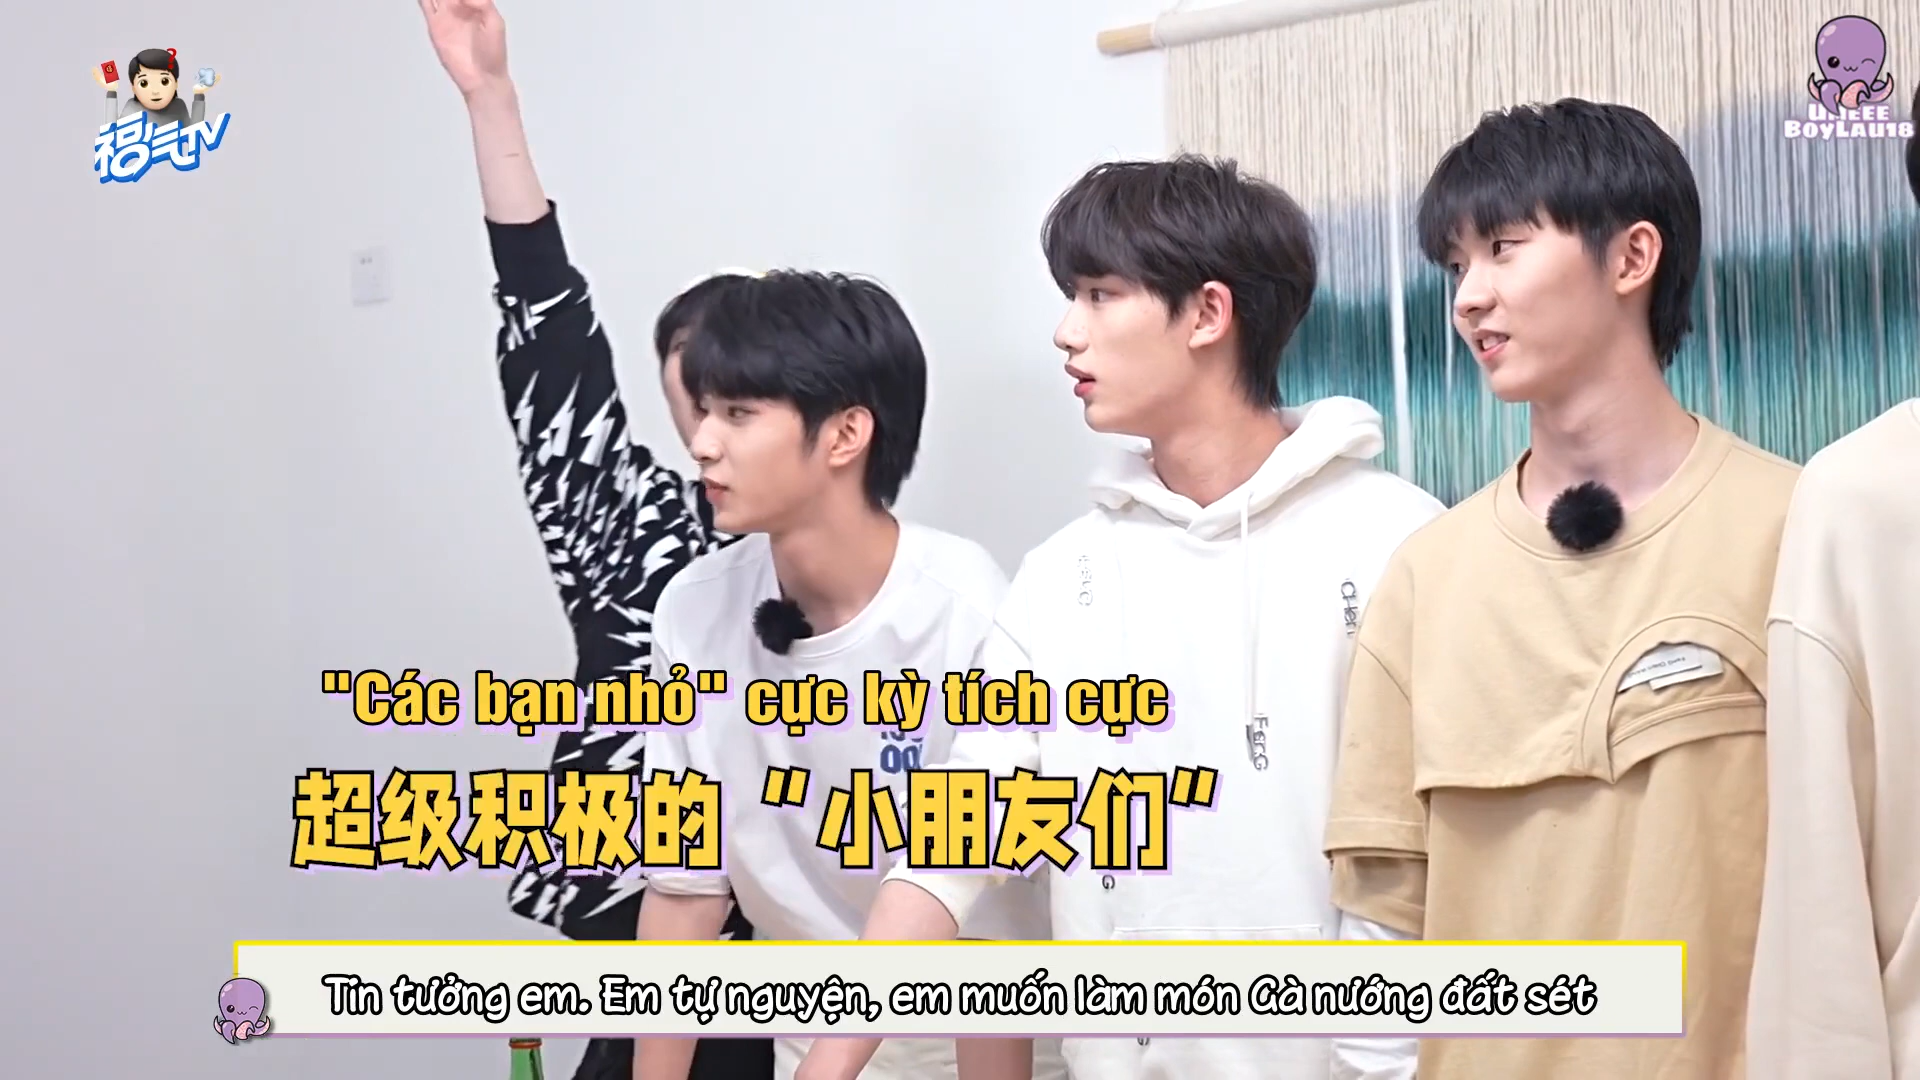 福气TV
BoyLAU18
"Các bạn nhỏ" cực kỳ tích cực
超级积极的“小朋友们”
Tin tưởng em. Em tự nguyện, em muốn làm món Gà nướng đất sét